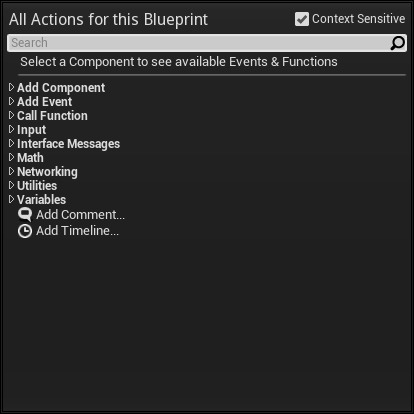 All Actions for this Blueprint
Context Sensitive
Search
Select a Component to see available Events & Functions
Add Component
Add Event
Call Function
Input
Interface Messages
Math
Networking
Utilities
Variables
Add Comment...
Add Timeline...